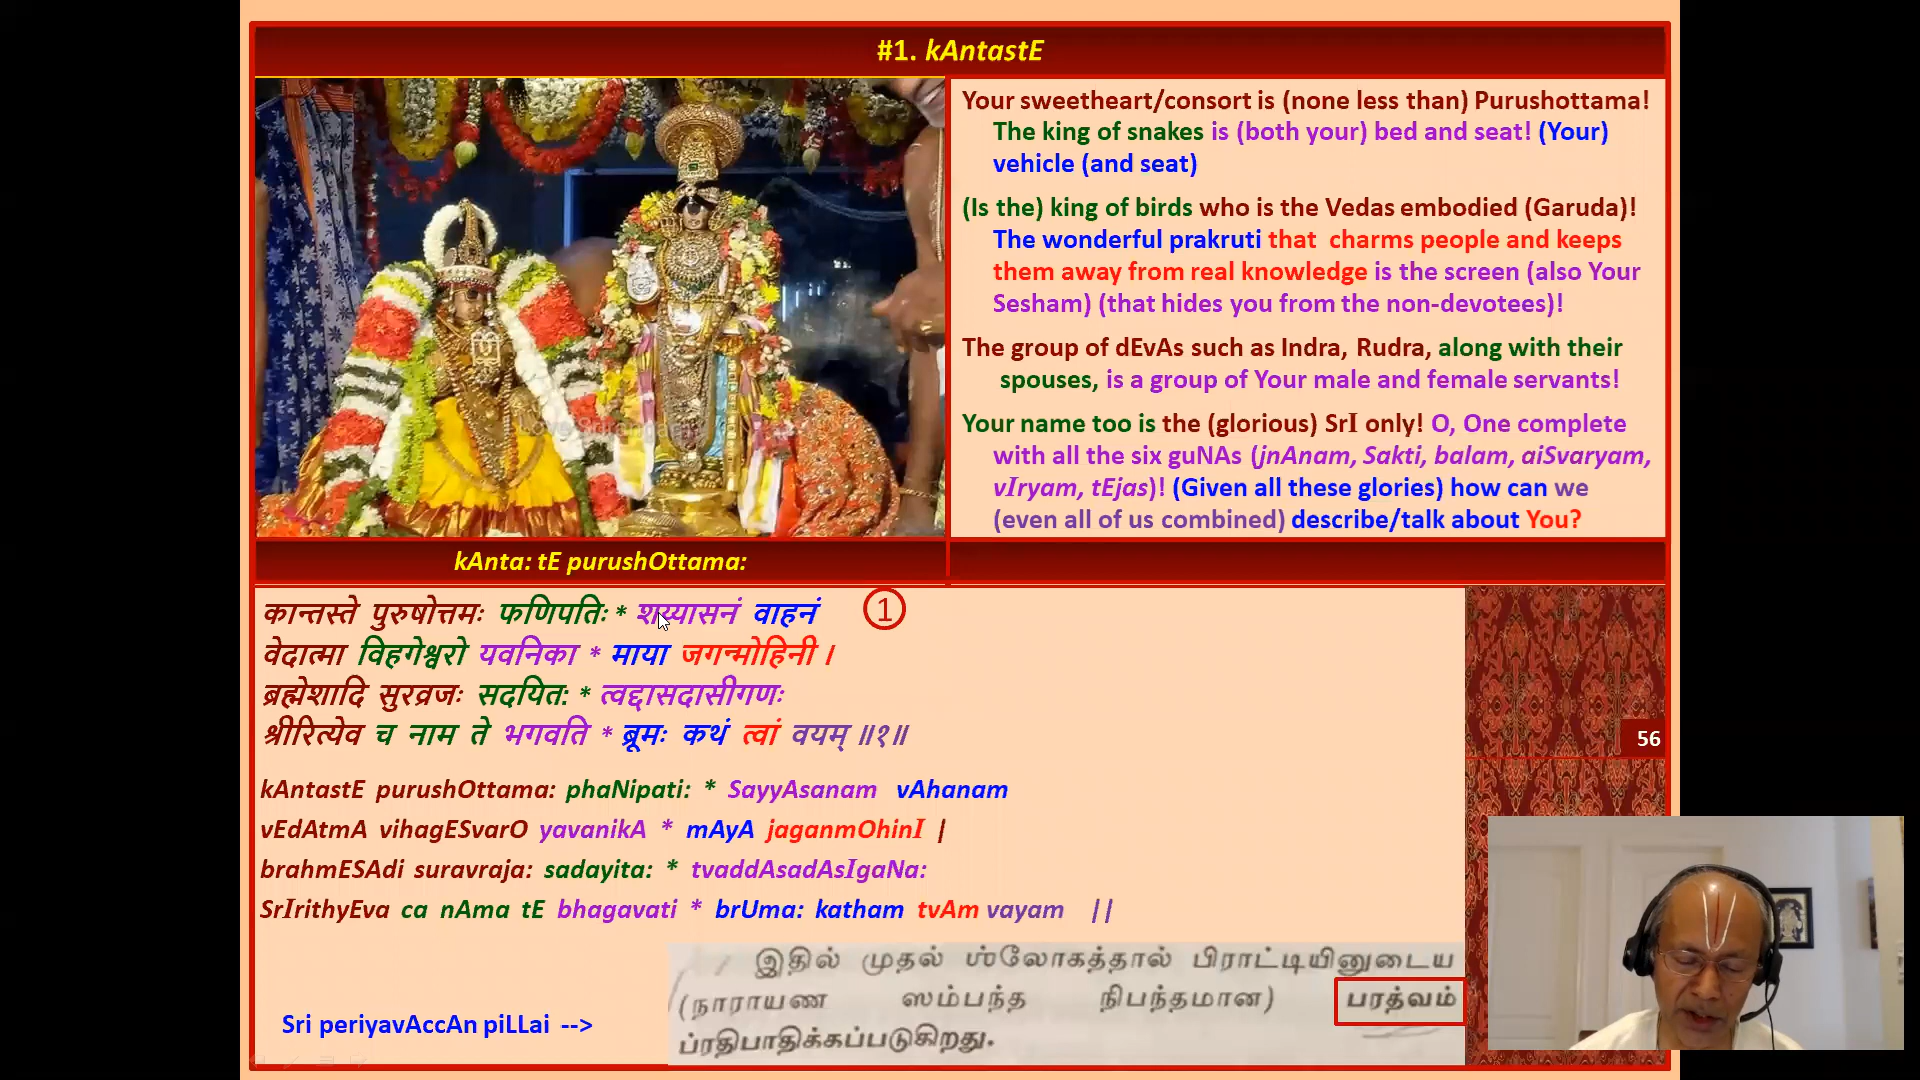 #1. kAntastE
Your sweetheart/consort is (none less than) Purushottama!
The king of snakes is (both your) bed and seat! (Your)
vehicle (and seat)
(Is the) king of birds who is the Vedas embodied (Garuda)!
The wonderful prakruti that charms people and keeps
them away from real knowledge is the screen (also Your
Sesham) (that hides you from the non-devotees)!
The group of dEvAs such as Indra, Rudra, along with their
spouses, is a group of Your male and female servants!
Your name too is the (glorious) SrI only! O, One complete
with all the six guNAs (jnAnam, Sakti, balam, aiSvaryam,
vIryam, tEjas)! (Given all these glories) how can we
(even all of us combined) describe/talk about You?
kAnta: tE purushOttama:
कान्तस्ते पुरुषोत्तमः फणिपतिः * शय्यासनं वाहनं
1
वेदात्मा विहगेश्वरो यवनिका * माया जगन्मोहिनी ।
ब्रह्मेशादि सुरव्रजः सदयितः * त्वद्दासदासीगणः
श्रीरित्येव च नाम ते भगवति * ब्रूमः कथं त्वां वयम् ॥१॥
56
kAntastE purushOttama: phaNipati: * SayyAsanam vAhanam
vEdAtmA vihagESvarO yavanikA * mAyA jaganmOhinI |
brahmESAdi suravraja: sadayita: * tvaddAsadAsIgaNa:
SrIrithyEva ca nAma tE bhagavati * brUma: katham tvAm vayam ||
இதில் முதல் ஶ்லோகத்தால் பிராட்டியினுடைய
(நாராயண ஸம்பந்த நிபந்தமான) பரத்வம்
Sri periyavAccAn piLLai -->
ப்ரதிபாதிக்கப்படுகிறது.